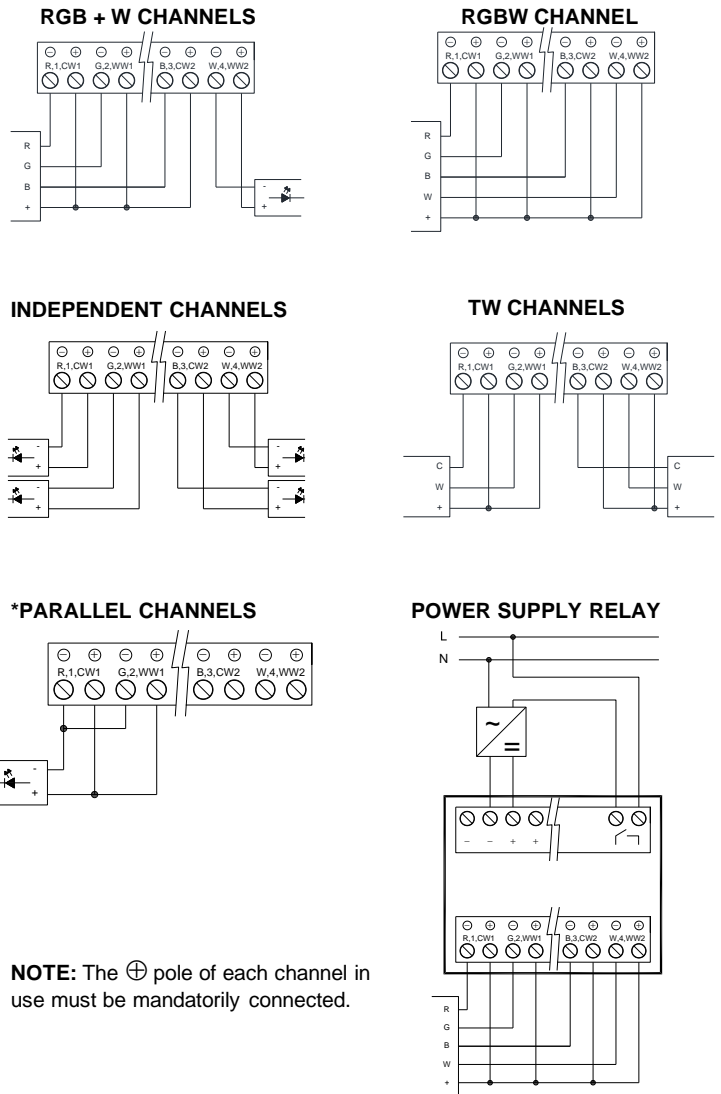 RGB + W CHANNELS
⊖ ⊕ ⊖ ⊕ ⊖ ⊕ ⊖ ⊕
R,1,CW1 G,2,WW1 B,3,CW2 W,4,WW2
R
G
B
+
-
+
RGBW CHANNEL
⊖ ⊕ ⊖ ⊕ ⊖ ⊕ ⊖ ⊕
R,1,CW1 G,2,WW1 B,3,CW2 W,4,WW2
R
G
B
W
+
INDEPENDENT CHANNELS
⊖ ⊕ ⊖ ⊕ ⊖ ⊕ ⊖ ⊕
R,1,CW1 G,2,WW1 B,3,CW2 W,4,WW2
- -
+ +
- -
+ +
TW CHANNELS
⊖ ⊕ ⊖ ⊕ ⊖ ⊕ ⊖ ⊕
R,1,CW1 G,2,WW1 B,3,CW2 W,4,WW2
C C
W W
+ +
*PARALLEL CHANNELS
⊖ ⊕ ⊖ ⊕ ⊖ ⊕ ⊖ ⊕
R,1,CW1 G,2,WW1 B,3,CW2 W,4,WW2
-
+
POWER SUPPLY RELAY
L
N
~
=
− − + +
⊖ ⊕ ⊖ ⊕ ⊖ ⊕ ⊖ ⊕
R,1,CW1 G,2,WW1 B,3,CW2 W,4,WW2
R
G
B
W
+
NOTE: The ⊕ pole of each channel in
use must be mandatorily connected.